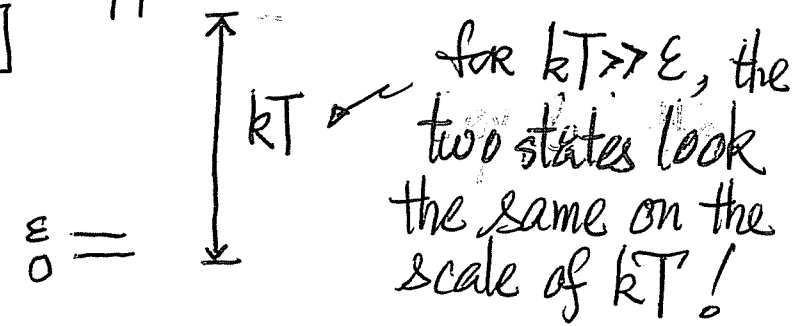 ]
for kT>>ε, the
kT
two states look
the same on the
ε
0
scale of kT!